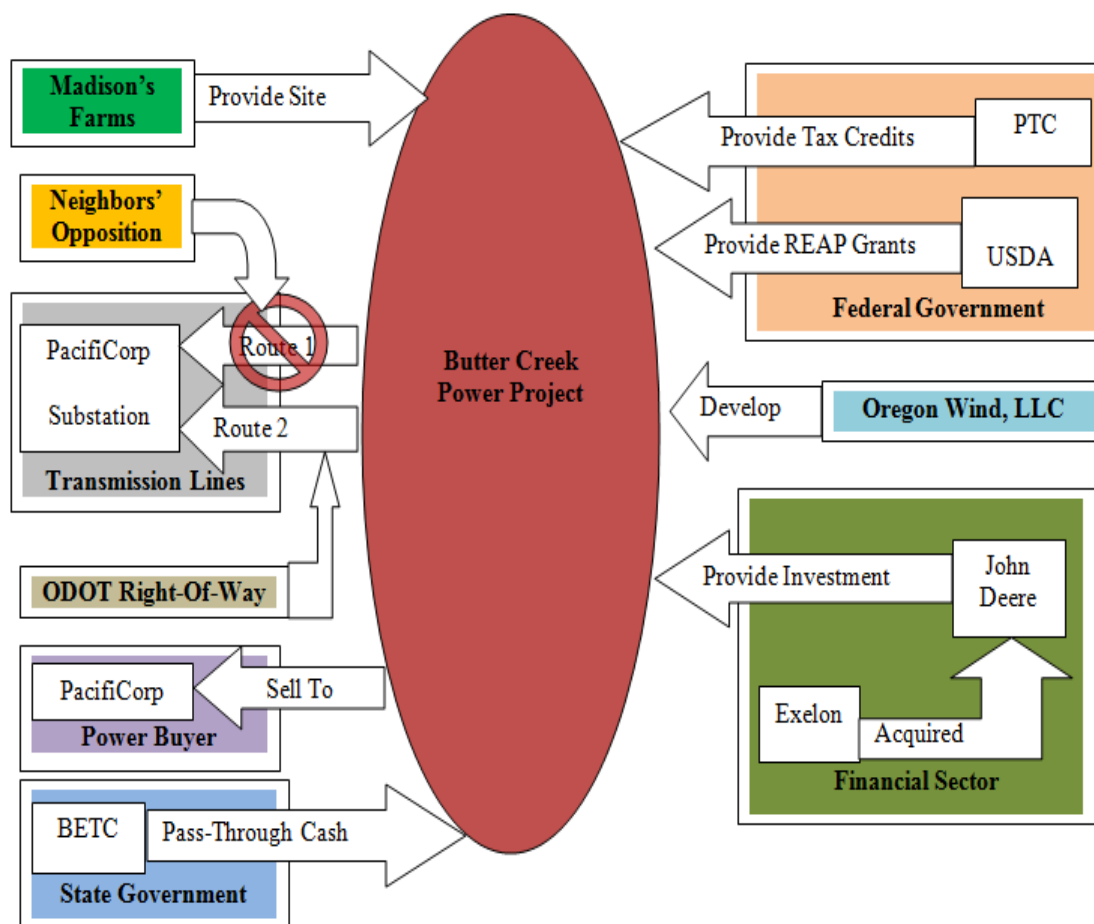 Madison's
Farms
Provide Site
Neighbors'
Opposition
PacifiCorp
Substation
Route 1
Route 2
Transmission Lines
ODOT Right-Of-Way
PacifiCorp
Sell To
Power Buyer
BETC
Pass-Through Cash
State Government
Butter Creek
Power Project
Provide Tax Credits
PTC
Provide REAP Grants
USDA
Federal Government
Develop
Oregon Wind, LLC
Provide Investment
John
Deere
Exelon
Acquired
Financial Sector